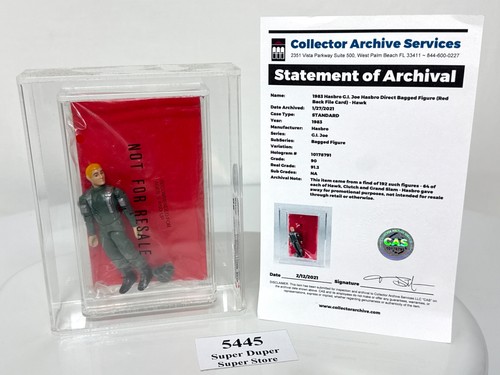 NOT FOR RESALE
Collector Archive Services
2351 Vista Parkway Suite 500, West Palm Beach FL 33411 ~ 844-600-0227
Statement of Archival
Name: 1983 Hasbro G.I. Joe Hasbro Direct Bagged Figure (Red
Back File Card) - Hawk
Date Archived: 1/27/2021
Case Type: STANDARD
Year: 1983
Manufacturer: Hasbro
Series: G.I. Joe
SubSeries: Bagged Figure
Variation:
Hologram # 10170791
Grade: 90
Real Grade: 91.3
Sub Grades: NA
Archival Note: This item came from a find of 192 such figures - 64 of
each of Hawk, Clutch and Grand Slam - Hasbro gave
away for promotional purposes, not intended for resale
through retail or otherwise.
CAS
Date 2/12/2021 Signature
www.collectorarchive.com
5445
Super Duper
Super Store